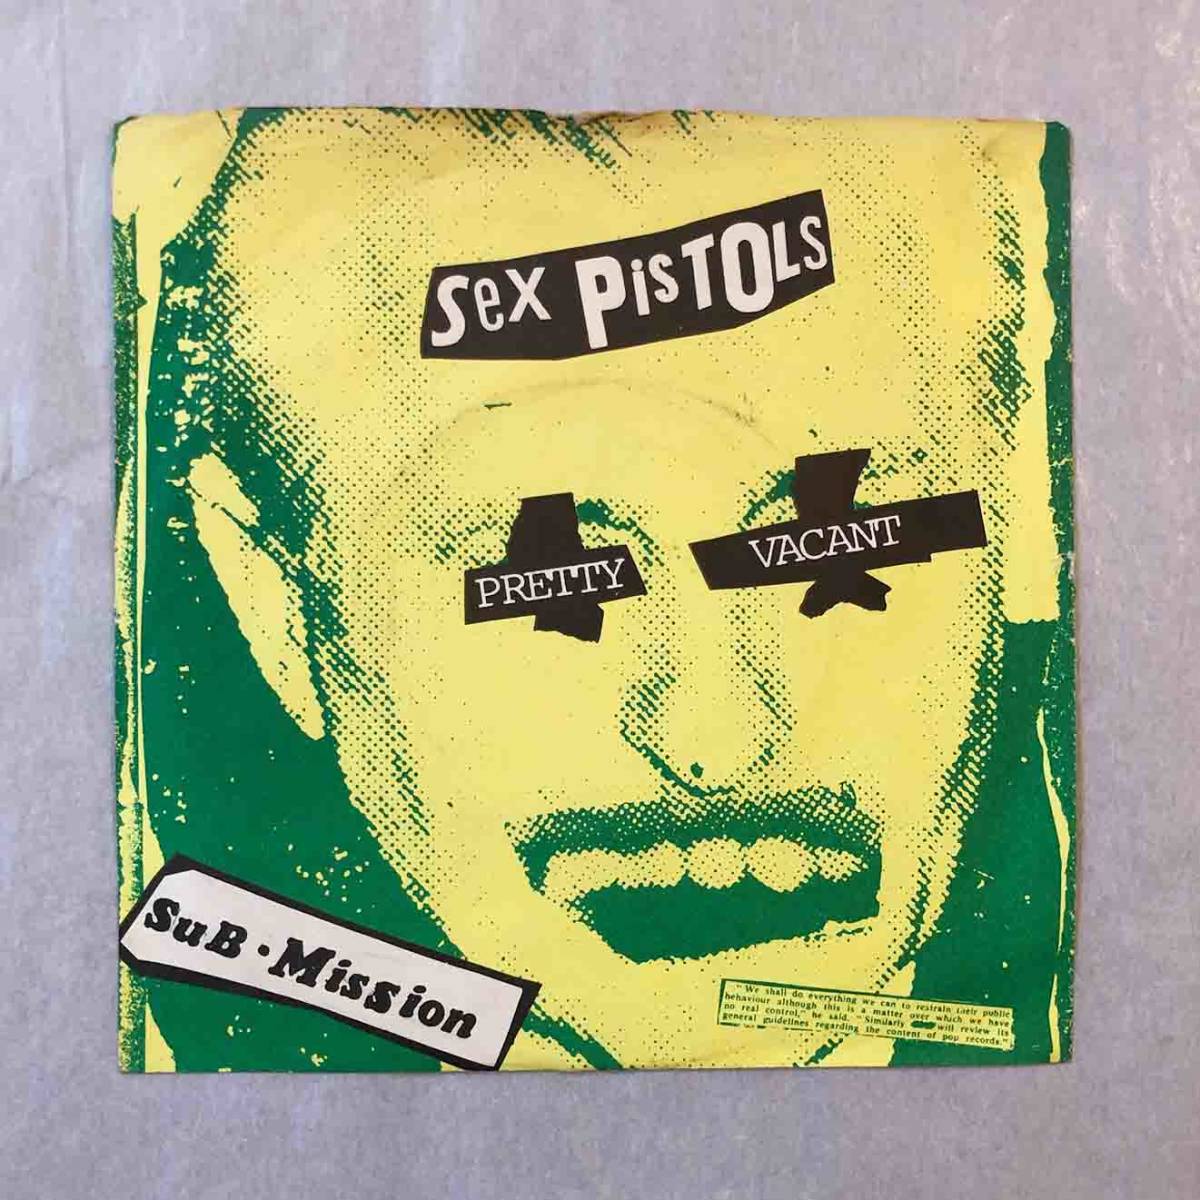 Sex PisTOLS
PRETTY
VACANT
SuB·Mission
"We shall do everything we can to restrain their public
behaviour although this is a matter over which we have
no real control," he said. "Similarly will review its
general guidelines regarding the content of pop records."